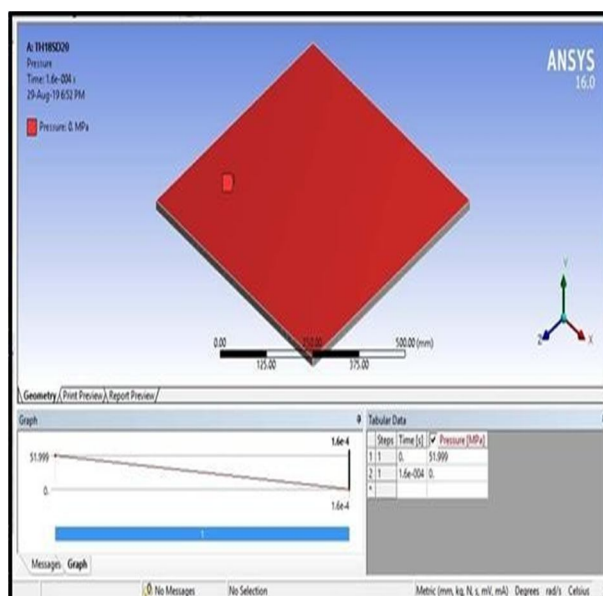 A: TH18SD20
Pressure
Time: 1.6e-004 s
29-Aug-19 6:52 PM
Pressure: 0. MPa
ANSYS
16.0
Y
Z
X
0.00
250.00
500.00 (mm)
125.00
375.00
Geometry Print Preview Report Preview
Graph
1.6e-4
51.999
0.
1.6e-4
1
Messages Graph
Tabular Data
Steps Time [s] Pressure [MPa]
1 1 0. 51.999
2 1 1.6e-004 0.
*
No Messages
No Selection
Metric (mm, kg, N, s, mV, mA) Degrees rad/s Celsius